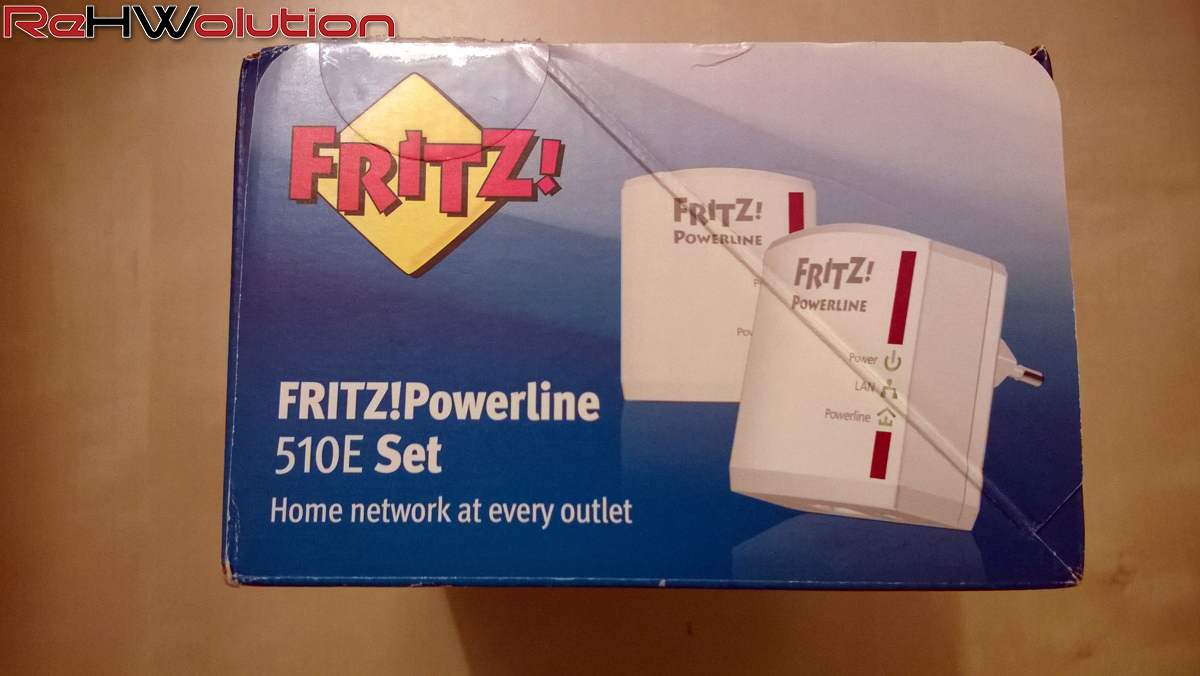 ReHWolution
FRITZ!
FRITZ!
POWERLINE
FRITZ!
POWERLINE
Power
LAN
Powerline
FRITZ!Powerline
510E Set
Home network at every outlet